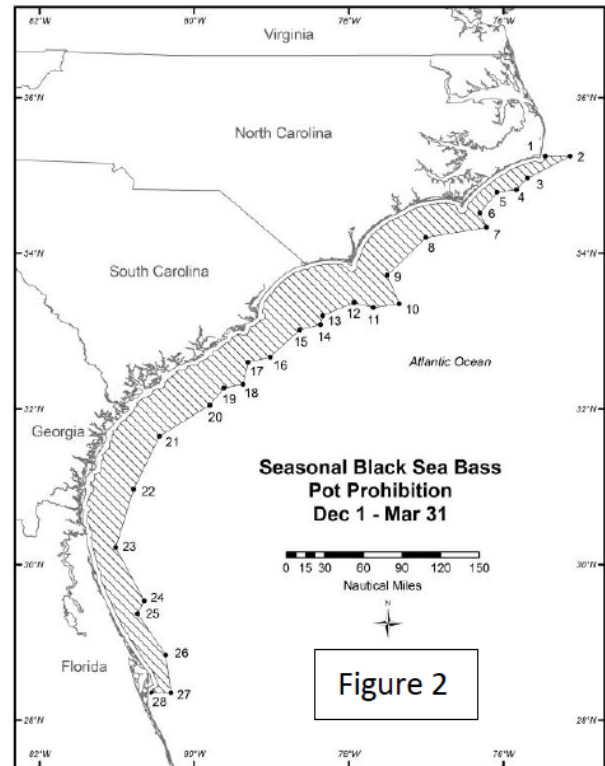 82°W
80°W
78°W
76°W
Virginia
36°N
36°N
North Carolina
1
2
3
4
5
6
7
8
34°N
34°N
South Carolina
9
10
11
12
13
14
15
16
Atlantic Ocean
17
18
19
20
32°N
32°N
Georgia
21
Seasonal Black Sea Bass
Pot Prohibition
Dec 1 - Mar 31
22
0 15 30 60 90 120 150
Nautical Miles
23
30°N
30°N
N
24
25
26
Florida
Figure 2
27
28
28°N
28°N
82°W
80°W
78°W
76°W